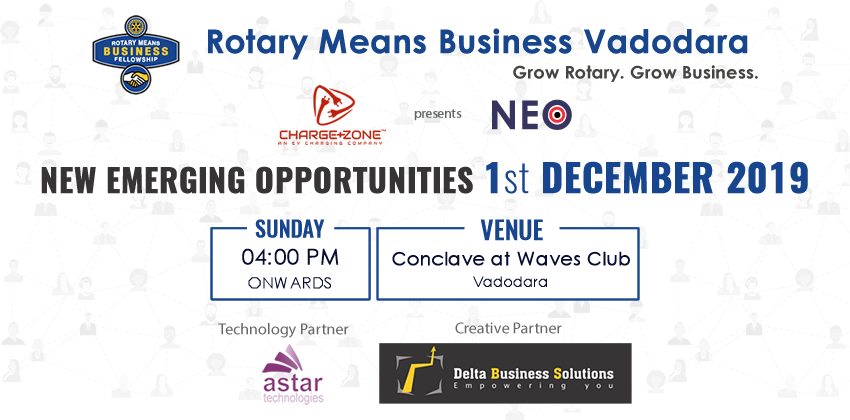 ROTARY MEANS
BUSINESS
FELLOWSHIP
Rotary Means Business Vadodara
Grow Rotary. Grow Business.
CHARGE+ZONE™
AN EV CHARGING COMPANY
presents
NEO
NEW EMERGING OPPORTUNITIES 1st DECEMBER 2019
SUNDAY
04:00 PM
ONWARDS
VENUE
Conclave at Waves Club
Vadodara
Technology Partner
astar
technologies
Creative Partner
Delta Business Solutions
Empowering you